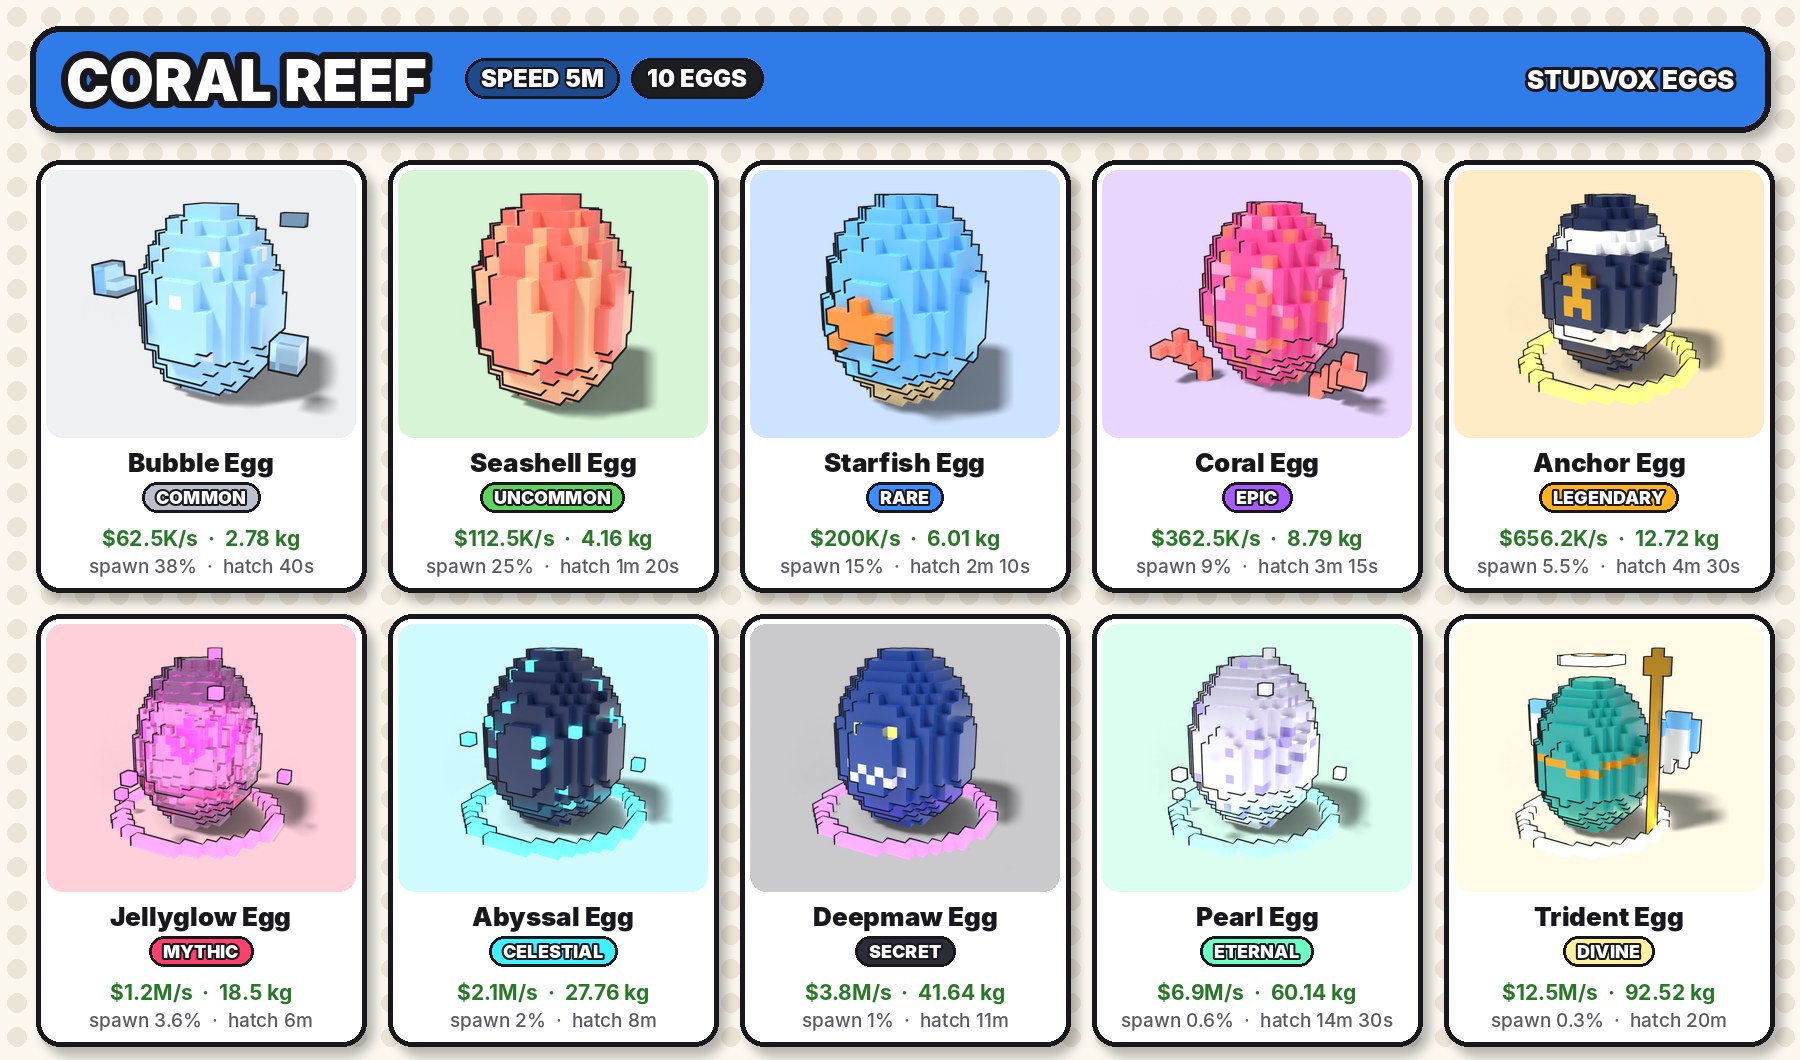 CORAL REEF
SPEED 5M
10 EGGS
STUDVOX EGGS
Bubble Egg
COMMON
$62.5K/s · 2.78 kg
spawn 38% · hatch 40s
Seashell Egg
UNCOMMON
$112.5K/s · 4.16 kg
spawn 25% · hatch 1m 20s
Starfish Egg
RARE
$200K/s · 6.01 kg
spawn 15% · hatch 2m 10s
Coral Egg
EPIC
$362.5K/s · 8.79 kg
spawn 9% · hatch 3m 15s
Anchor Egg
LEGENDARY
$656.2K/s · 12.72 kg
spawn 5.5% · hatch 4m 30s
Jellyglow Egg
MYTHIC
$1.2M/s · 18.5 kg
spawn 3.6% · hatch 6m
Abyssal Egg
CELESTIAL
$2.1M/s · 27.76 kg
spawn 2% · hatch 8m
Deepmaw Egg
SECRET
$3.8M/s · 41.64 kg
spawn 1% · hatch 11m
Pearl Egg
ETERNAL
$6.9M/s · 60.14 kg
spawn 0.6% · hatch 14m 30s
Trident Egg
DIVINE
$12.5M/s · 92.52 kg
spawn 0.3% · hatch 20m